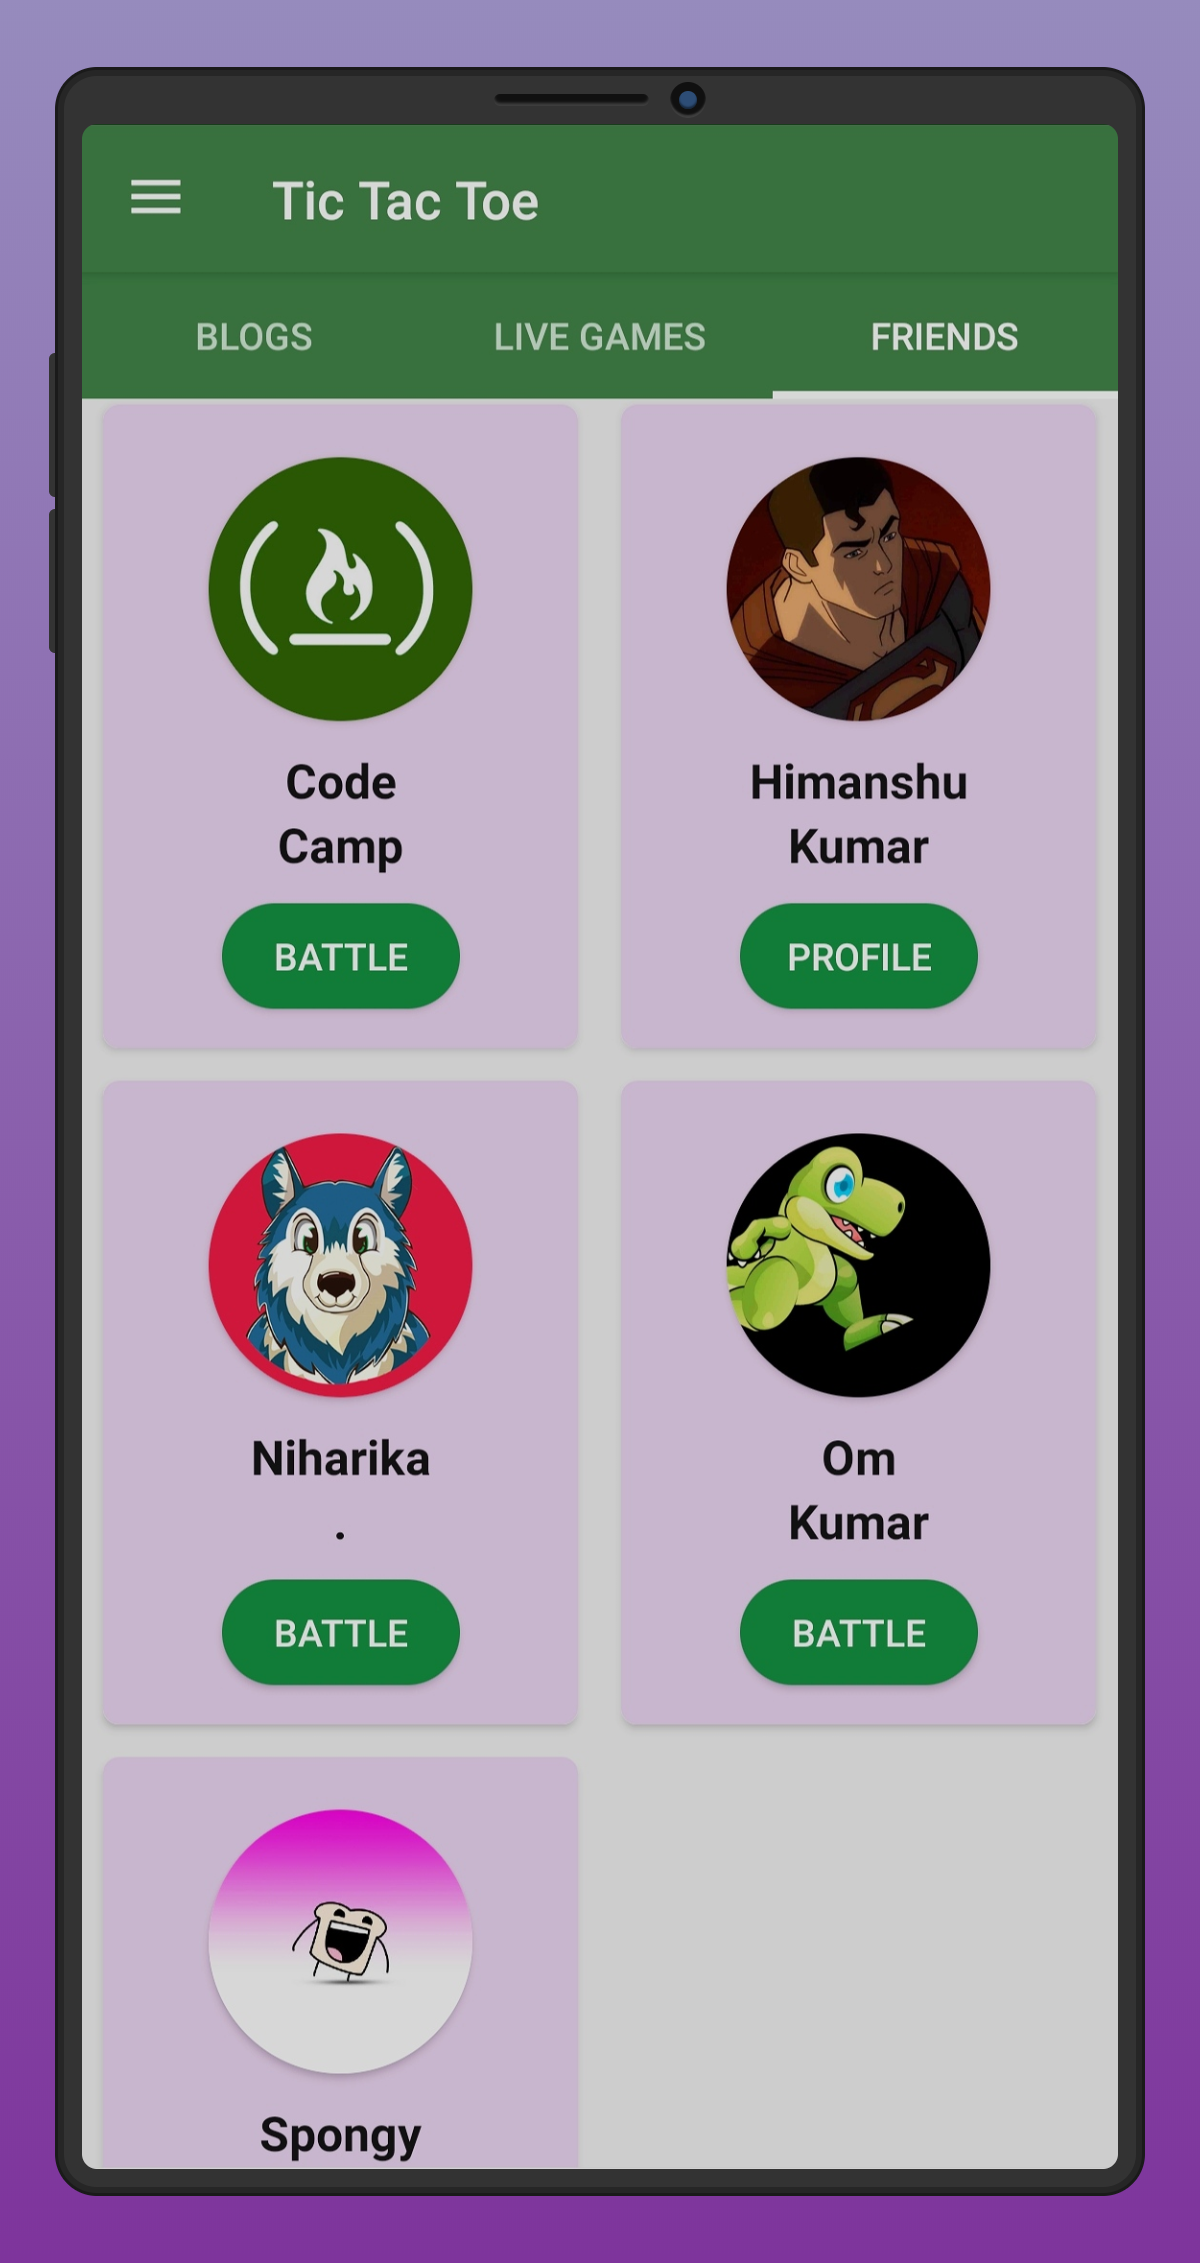 Tic Tac Toe
BLOGS LIVE GAMES FRIENDS
Code
Camp
BATTLE
Himanshu
Kumar
PROFILE
Niharika
.
BATTLE
Om
Kumar
BATTLE
Spongy